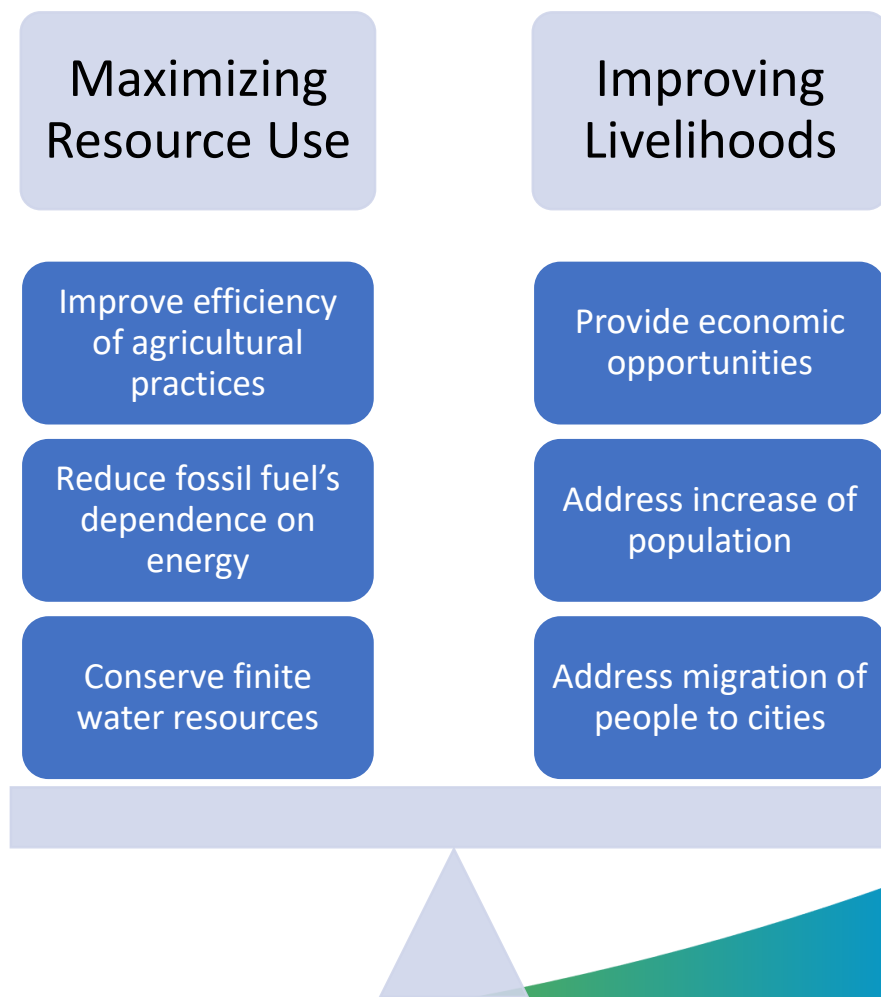 Maximizing
Resource Use
Improve efficiency
of agricultural
practices
Reduce fossil fuel’s
dependence on
energy
Conserve finite
water resources
Improving
Livelihoods
Provide economic
opportunities
Address increase of
population
Address migration of
people to cities